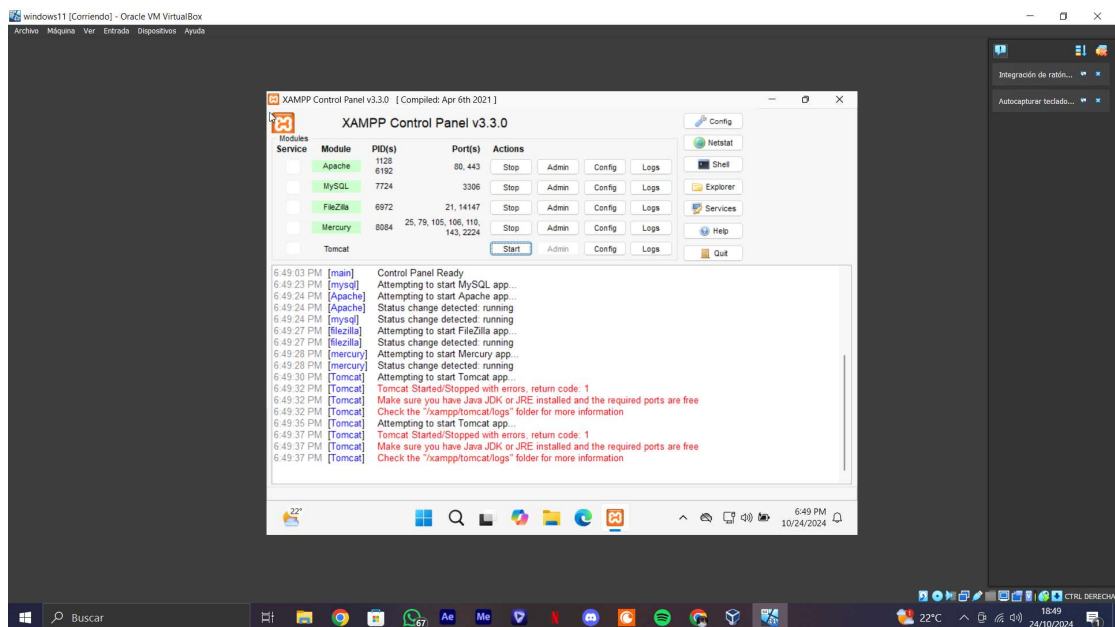 windows11 [Corriendo] - Oracle VM VirtualBox
Archivo Máquina Ver Entrada Dispositivos Ayuda
Integración de ratón...
Autocapturar teclado...
XAMPP Control Panel v3.3.0 [ Compiled: Apr 6th 2021 ]
XAMPP Control Panel v3.3.0
Config
Modules
Service Module PID(s) Port(s) Actions
Netstat
Apache 1128 6192 80, 443 Stop Admin Config Logs
Shell
MySQL 7724 3306 Stop Admin Config Logs
Explorer
FileZilla 6972 21, 14147 Stop Admin Config Logs
Services
Mercury 8084 25, 79, 105, 106, 110, 143, 2224 Stop Admin Config Logs
Help
Tomcat Start Admin Config Logs
Quit
6:49:03 PM [main] Control Panel Ready
6:49:23 PM [mysql] Attempting to start MySQL app...
6:49:24 PM [Apache] Attempting to start Apache app...
6:49:24 PM [Apache] Status change detected: running
6:49:24 PM [mysql] Status change detected: running
6:49:27 PM [filezilla] Attempting to start FileZilla app...
6:49:27 PM [filezilla] Status change detected: running
6:49:28 PM [mercury] Attempting to start Mercury app...
6:49:28 PM [mercury] Status change detected: running
6:49:30 PM [Tomcat] Attempting to start Tomcat app...
6:49:32 PM [Tomcat] Tomcat Started/Stopped with errors, return code: 1
6:49:32 PM [Tomcat] Make sure you have Java JDK or JRE installed and the required ports are free
6:49:32 PM [Tomcat] Check the "/xampp/tomcat/logs" folder for more information
6:49:35 PM [Tomcat] Attempting to start Tomcat app...
6:49:37 PM [Tomcat] Tomcat Started/Stopped with errors, return code: 1
6:49:37 PM [Tomcat] Make sure you have Java JDK or JRE installed and the required ports are free
6:49:37 PM [Tomcat] Check the "/xampp/tomcat/logs" folder for more information
22°
6:49 PM
10/24/2024
CTRL DERECHA
Buscar
67
Ae
Me
22°C
18:49
24/10/2024